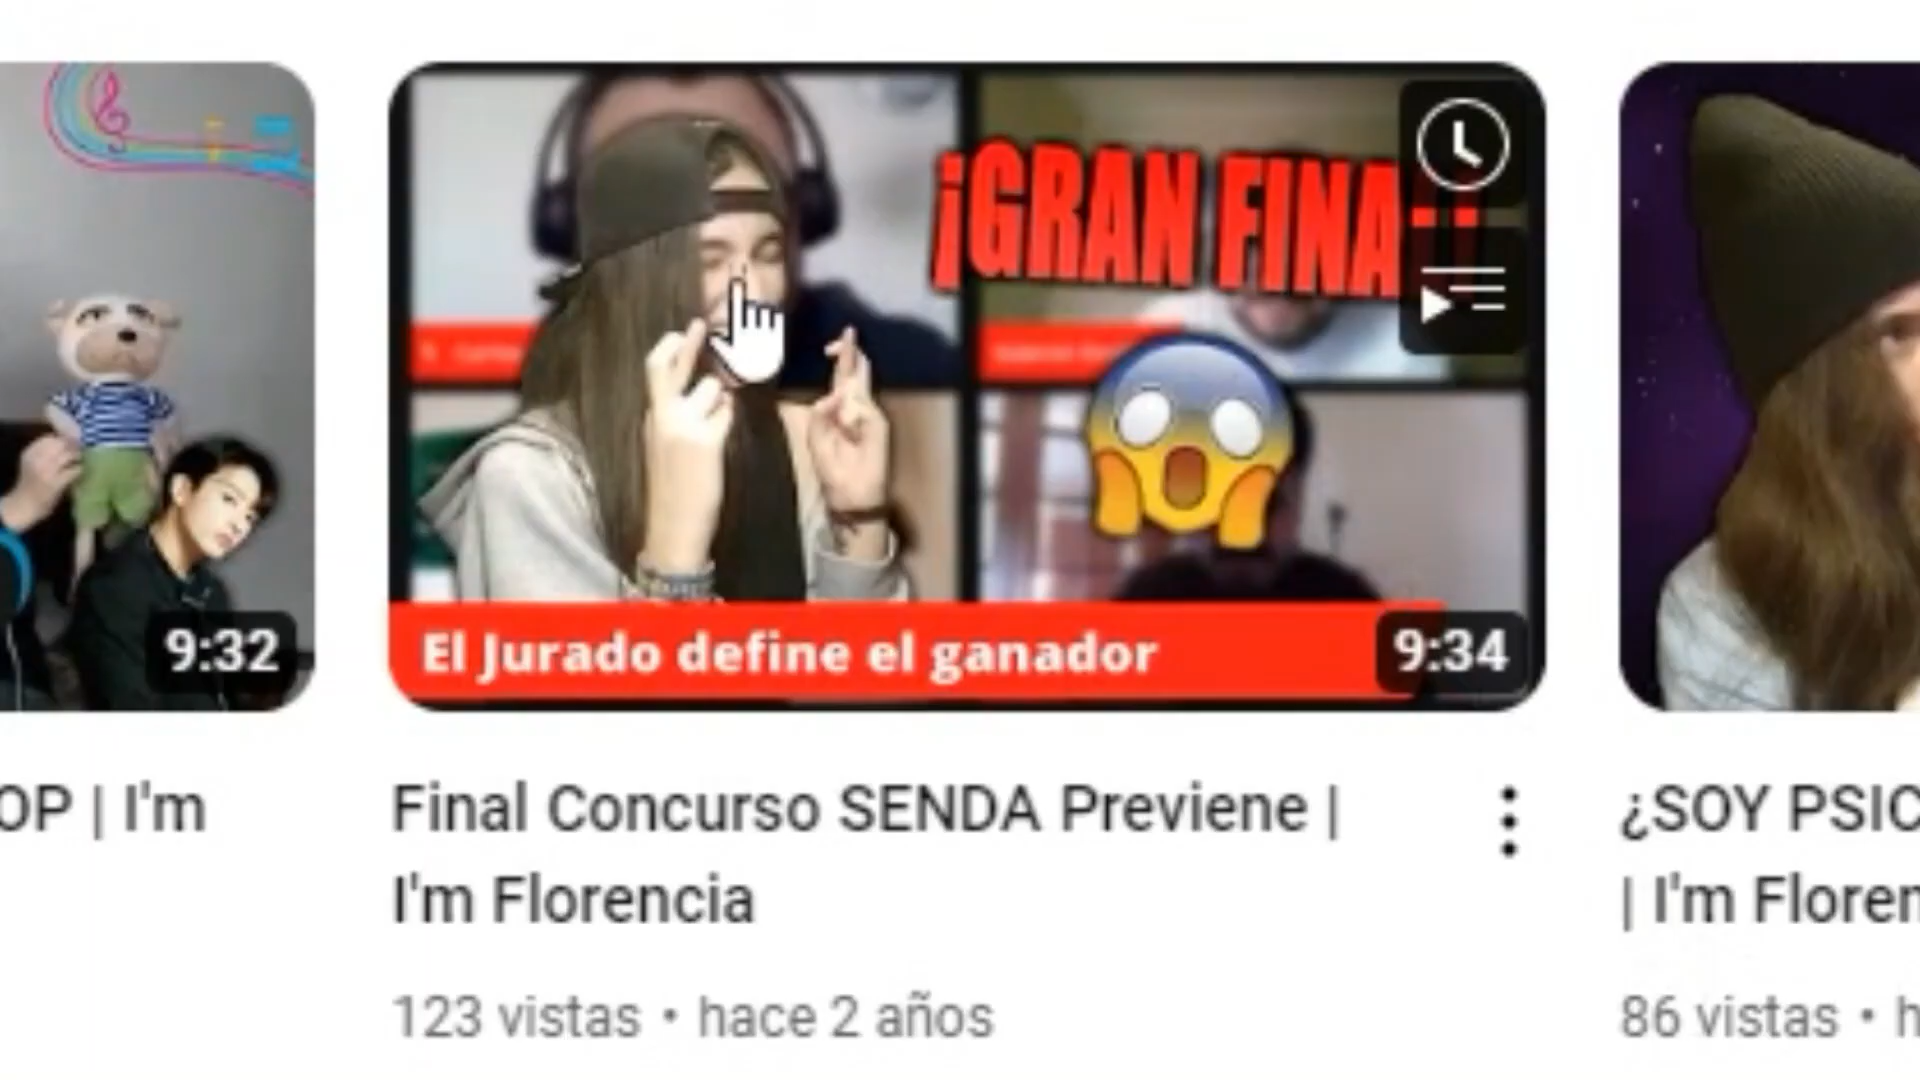 ¡GRAN FINA
El Jurado define el ganador
9:32
9:34
OP | I'm
Final Concurso SENDA Previene |
I'm Florencia
123 vistas • hace 2 años
¿SOY PSIC
| I'm Floren
86 vistas • h